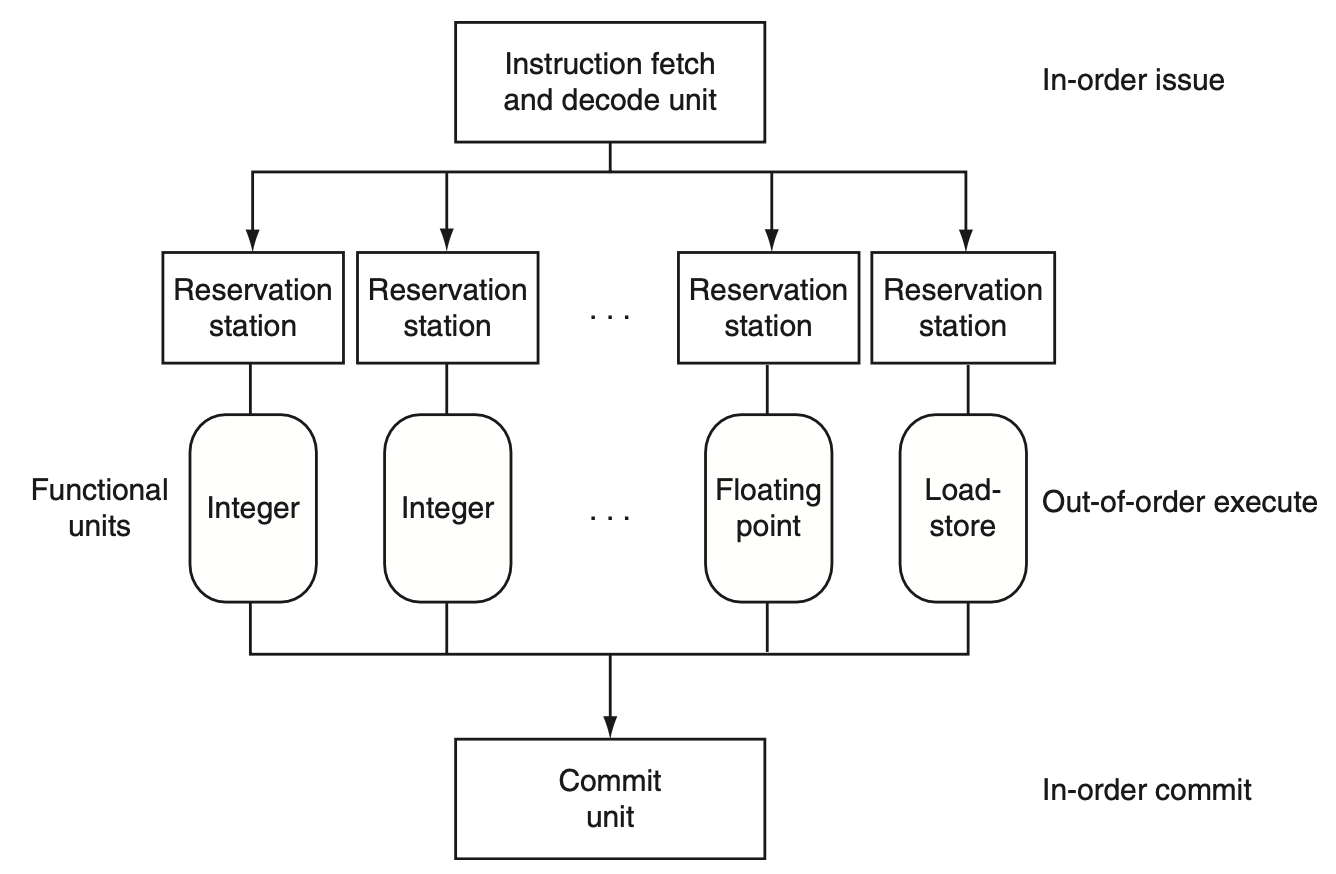 Instruction fetch
and decode unit
In-order issue
Reservation
station
Reservation
station
. . .
Reservation
station
Reservation
station
Functional
units
Integer
Integer
. . .
Floating
point
Load-
store
Out-of-order execute
Commit
unit
In-order commit